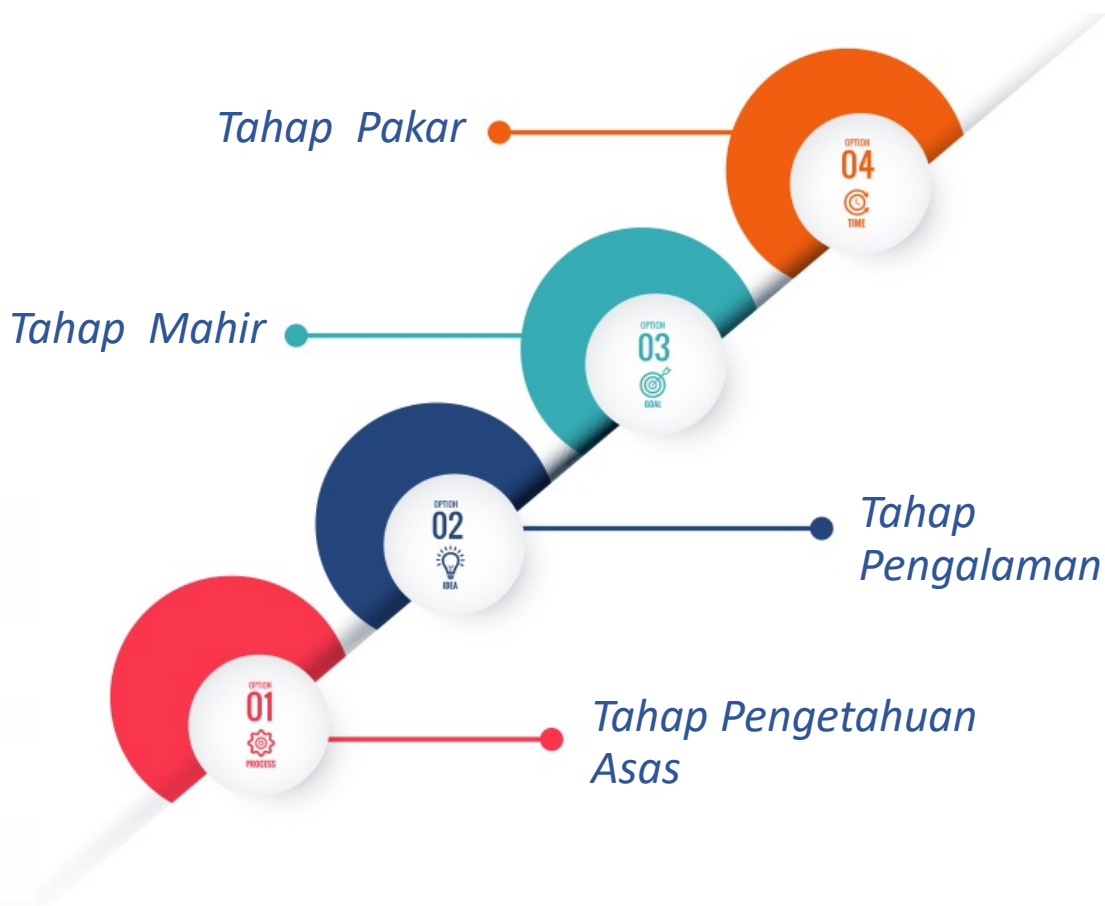 Tahap Pakar
OPTION
04
TIME
Tahap Mahir
OPTION
03
GOAL
OPTION
02
IDEA
Tahap
Pengalaman
OPTION
01
PROCESS
Tahap Pengetahuan
Asas